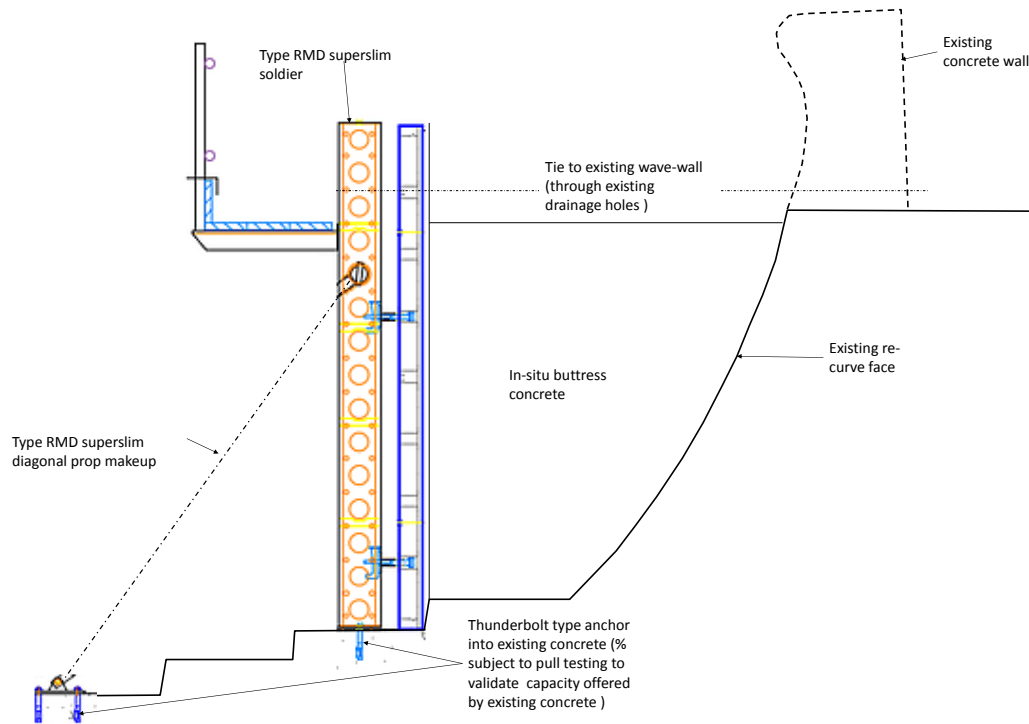 Type RMD superslim
soldier
Existing
concrete wall
Tie to existing wave-wall
(through existing
drainage holes )
In-situ buttress
concrete
Existing re-
curve face
Type RMD superslim
diagonal prop makeup
Thunderbolt type anchor
into existing concrete (%
subject to pull testing to
validate capacity offered
by existing concrete )